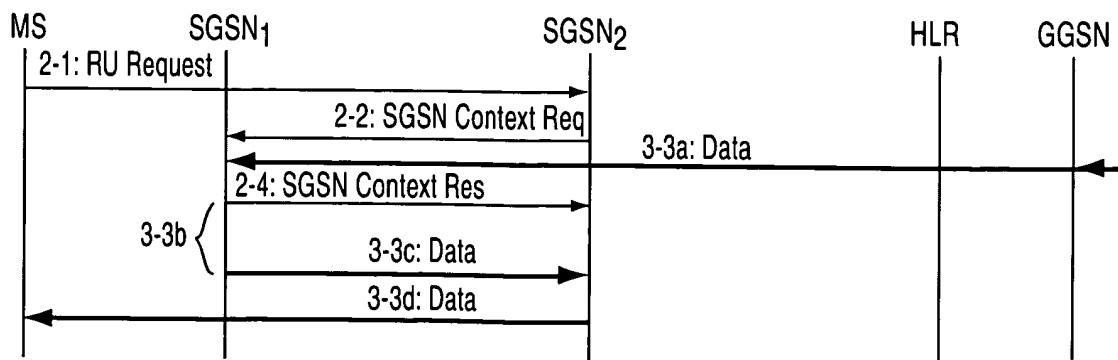 MS SGSN1 SGSN2 HLR GGSN
2-1: RU Request
2-2: SGSN Context Req
3-3a: Data
2-4: SGSN Context Res
3-3b
3-3c: Data
3-3d: Data